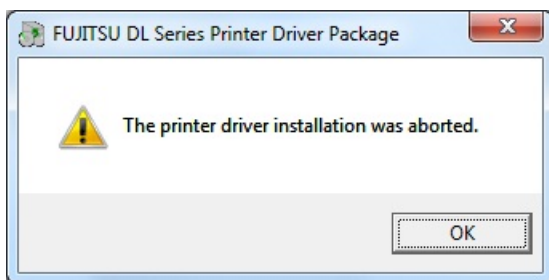 FUJITSU DL Series Printer Driver Package
The printer driver installation was aborted.
OK